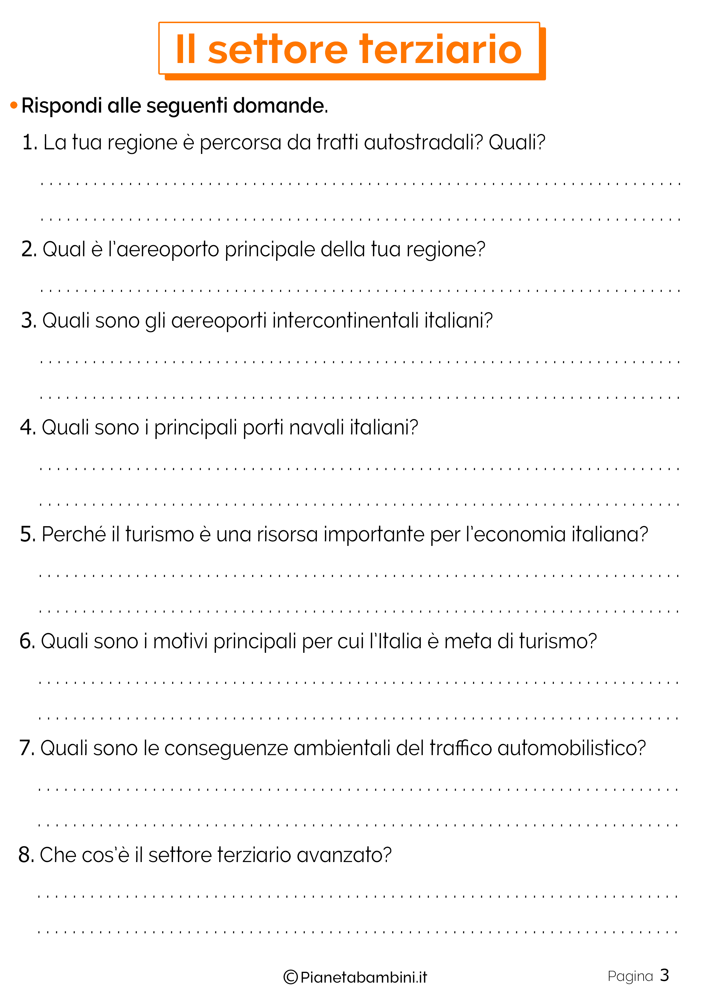 Il settore terziario
Rispondi alle seguenti domande.
1. La tua regione è percorsa da tratti autostradali? Quali?
2. Qual è l'aereoporto principale della tua regione?
3. Quali sono gli aereoporti intercontinentali italiani?
4. Quali sono i principali porti navali italiani?
5. Perché il turismo è una risorsa importante per l'economia italiana?
6. Quali sono i motivi principali per cui l'Italia è meta di turismo?
7. Quali sono le conseguenze ambientali del traffico automobilistico?
8. Che cos'è il settore terziario avanzato?
©Pianetabambini.it
Pagina 3